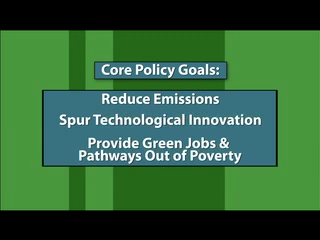 Core Policy Goals:
Reduce Emissions
Spur Technological Innovation
Provide Green Jobs &
Pathways Out of Poverty